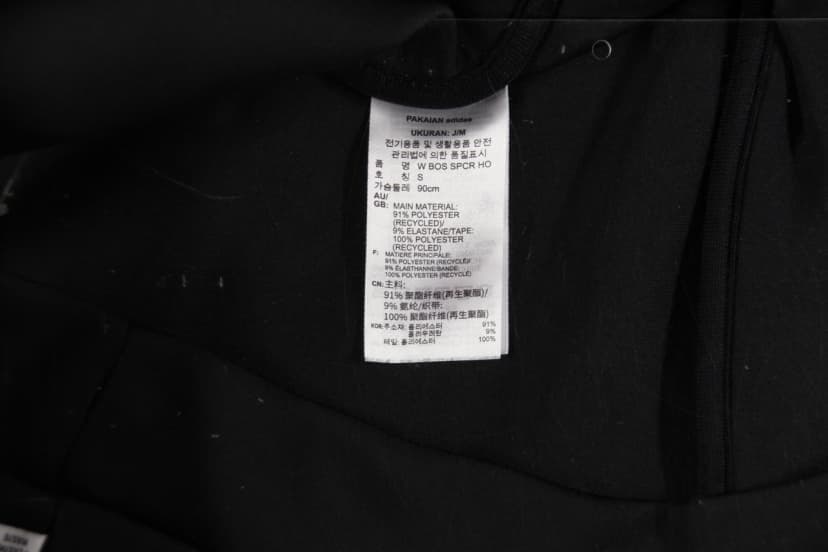 PAKAIAN adidas
UKURAN: J/M
전기용품 및 생활용품 안전
관리법에 의한 품질표시
품 명 W BOS SPCR HO
호 칭 S
가슴둘레 90cm
AU/
GB: MAIN MATERIAL:
91% POLYESTER
(RECYCLED)/
9% ELASTANE/TAPE:
100% POLYESTER
(RECYCLED)
F: MATIERE PRINCIPALE:
91% POLYESTER (RECYCLÉ)/
9% ÉLASTHANNE/BANDE:
100% POLYESTER (RECYCLÉ)
CN: 主料:
91% 聚酯纤维(再生聚酯)/
9% 氨纶/织带:
100% 聚酯纤维(再生聚酯)
KOR: 주소재: 폴리에스터 91%
폴리우레탄 9%
테잎: 폴리에스터 100%